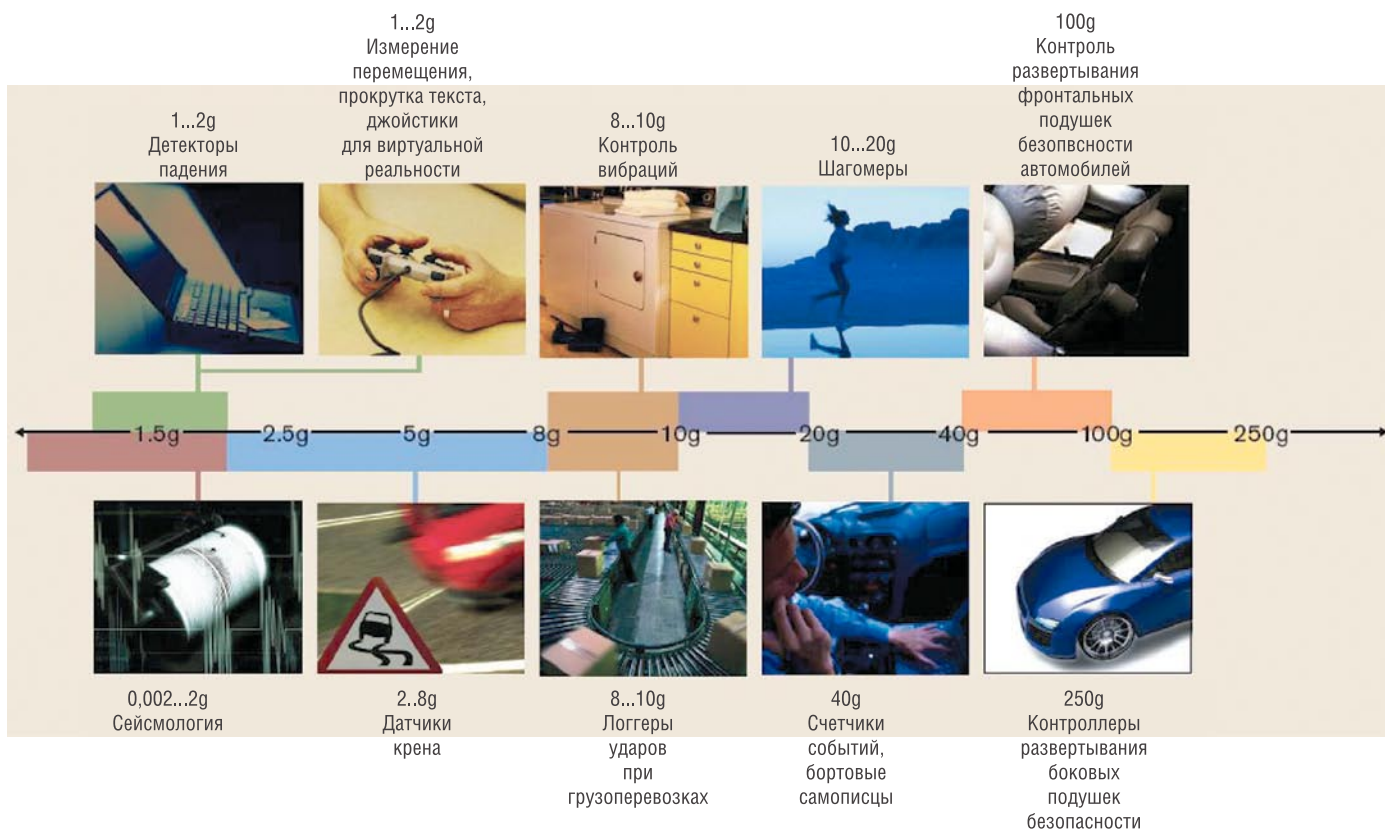 1...2g
Детекторы
падения
1...2g
Измерение
перемещения,
прокрутка текста,
джойстики
для виртуальной
реальности
8...10g
Контроль
вибраций
10...20g
Шагомеры
100g
Контроль
развертывания
фронтальных
подушек
безопвсности
автомобилей
1.5g 2.5g 5g 8g 10g 20g 40g 100g 250g
0,002...2g
Сейсмология
2..8g
Датчики
крена
8...10g
Логгеры
ударов
при
грузоперевозках
40g
Счетчики
событий,
бортовые
самописцы
250g
Контроллеры
развертывания
боковых
подушек
безопасности